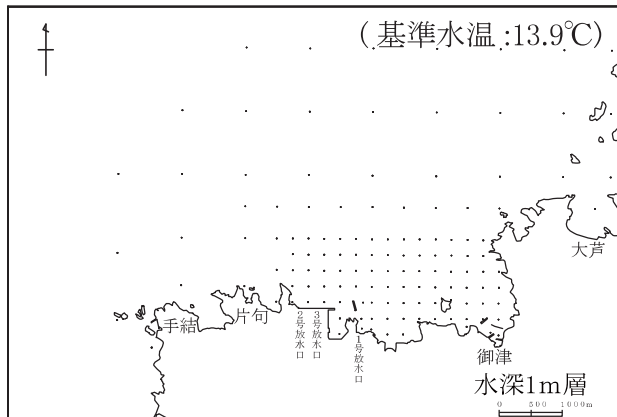 (基準水温:13.9℃)
大芦
手結
片句
2号放水口
3号放水口
1号放水口
御津
水深1m層
0 500 1000m